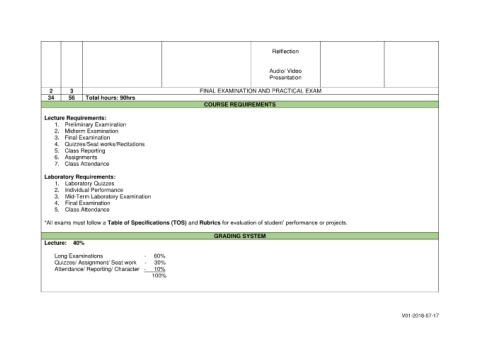 Relflection
Audio/ Video
Presentation
2 3 FINAL EXAMINATION AND PRACTICAL EXAM
34 56 Total hours: 90hrs
COURSE REQUIREMENTS
Lecture Requirements:
1. Preliminary Examination
2. Midterm Examination
3. Final Examination
4. Quizzes/Seat works/Recitations
5. Class Reporting
6. Assignments
7. Class Attendance
Laboratory Requirements:
1. Laboratory Quizzes
2. Individual Performance
3. Mid-Term Laboratory Examination
4. Final Examination
5. Class Attendance
*All exams must follow a Table of Specifications (TOS) and Rubrics for evaluation of student' performance or projects.
GRADING SYSTEM
Lecture: 40%
Long Examinations - 60%
Quizzes/ Assignment/ Seat work - 30%
Attendance/ Reporting/ Character - 10%
100%
V01-2018-07-17